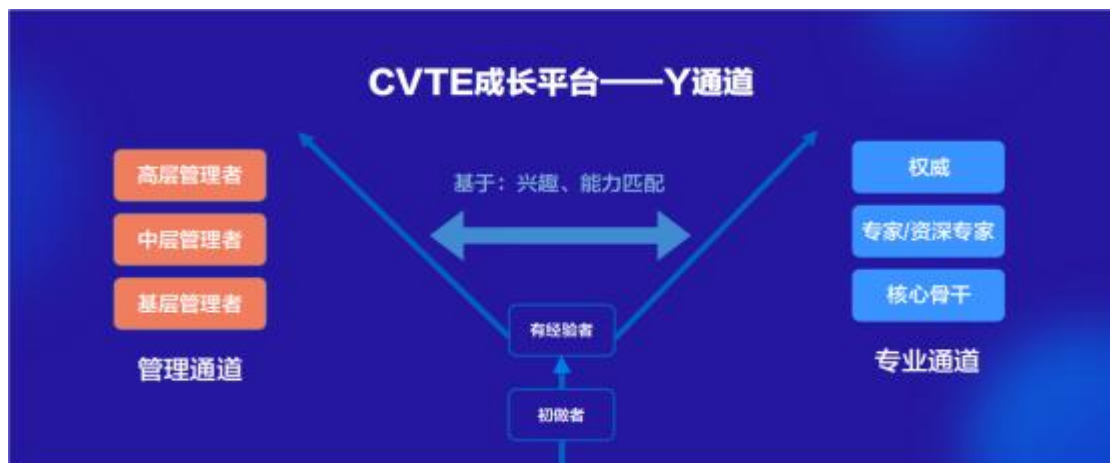 CVTE成长平台——Y通道
高层管理者
中层管理者
基层管理者
管理通道
基于：兴趣、能力匹配
有经验者
初做者
权威
专家/资深专家
核心骨干
专业通道